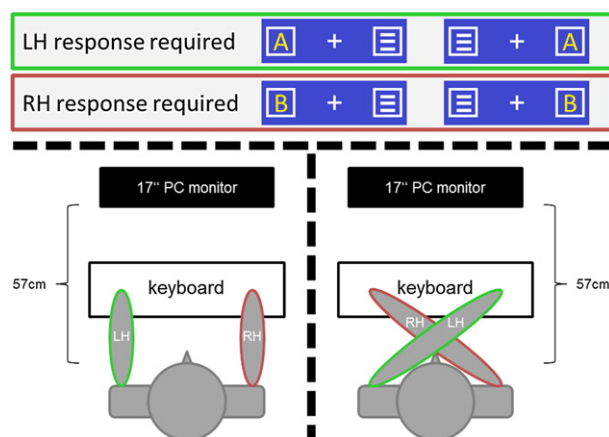 LH response required A + ☰ ☰ + A
RH response required B + ☰ ☰ + B
17“ PC monitor 17“ PC monitor
57cm 57cm
keyboard keyboard
LH RH RH LH